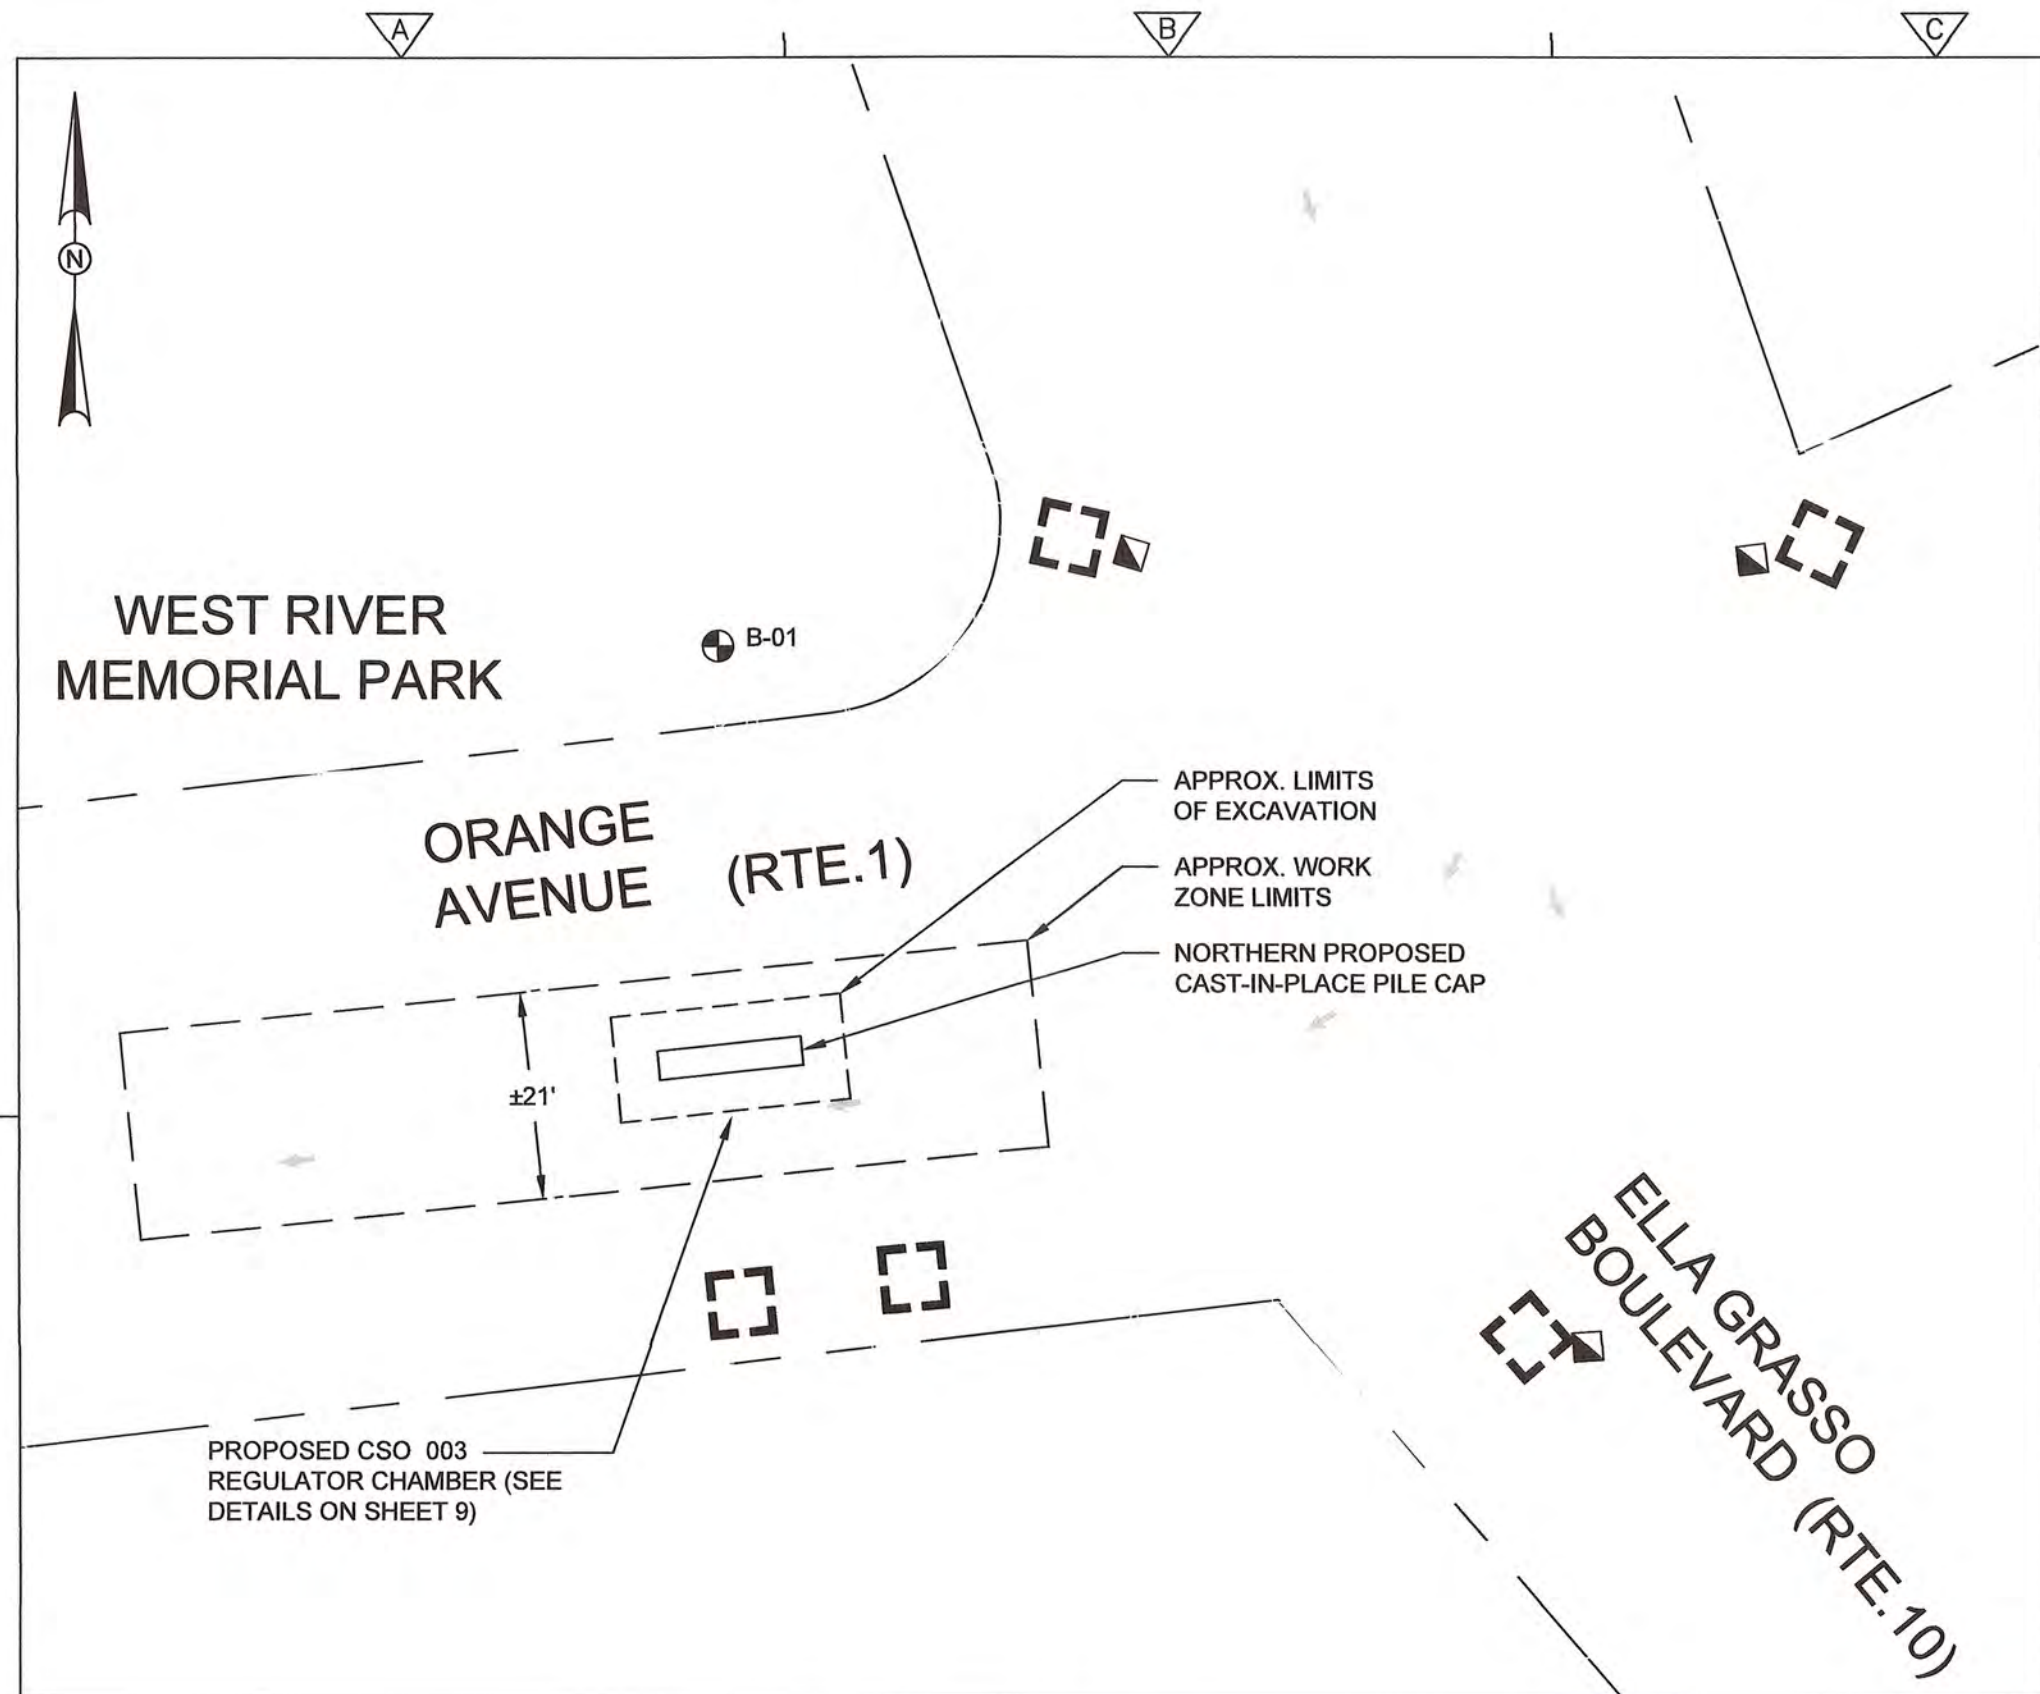 A
B
C
N
WEST RIVER
MEMORIAL PARK
B-01
ORANGE
AVENUE
(RTE.1)
APPROX. LIMITS
OF EXCAVATION
APPROX. WORK
ZONE LIMITS
NORTHERN PROPOSED
CAST-IN-PLACE PILE CAP
±21'
PROPOSED CSO 003
REGULATOR CHAMBER (SEE
DETAILS ON SHEET 9)
ELLA GRASSO
BOULEVARD (RTE.10)